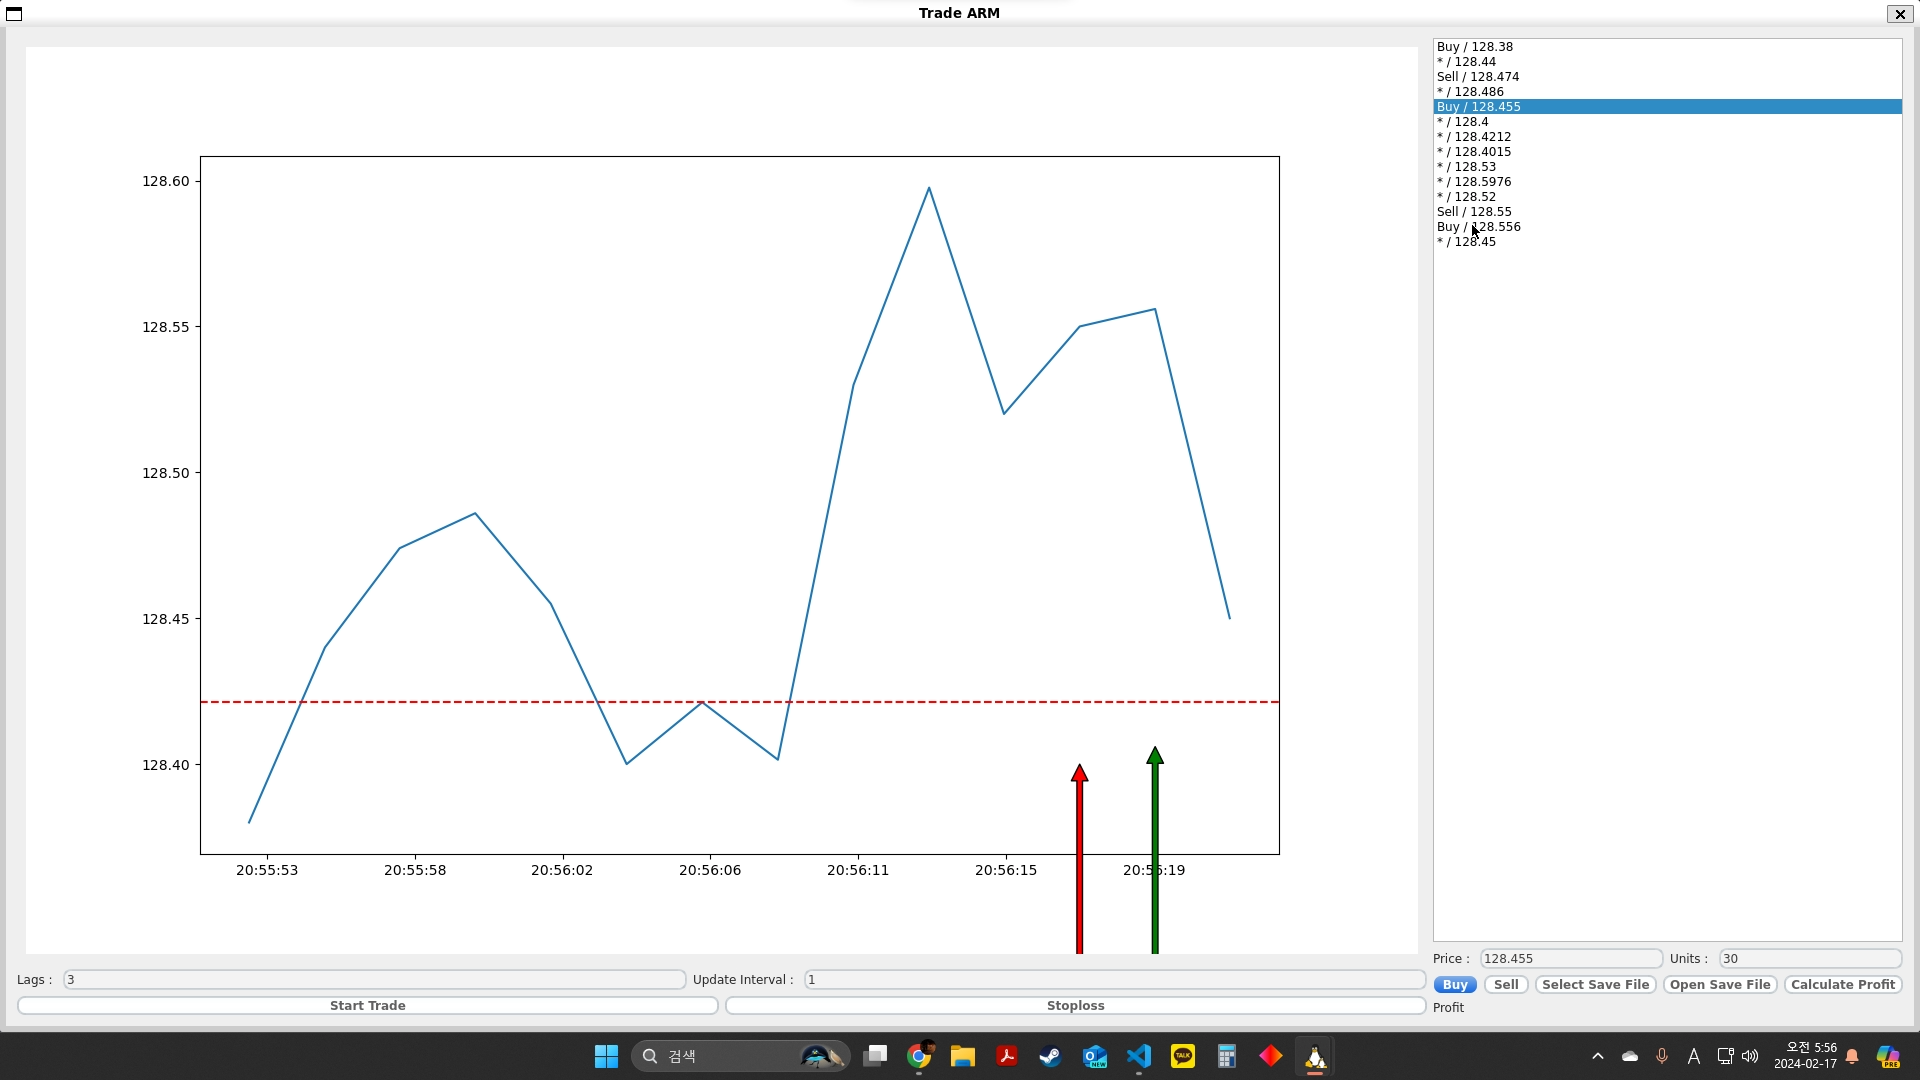 Trade ARM
Buy / 128.38
* / 128.44
Sell / 128.474
* / 128.486
Buy / 128.455
* / 128.4
* / 128.4212
* / 128.4015
* / 128.53
* / 128.5976
* / 128.52
Sell / 128.55
Buy / 128.556
* / 128.45
128.60
128.55
128.50
128.45
128.40
20:55:53 20:55:58 20:56:02 20:56:06 20:56:11 20:56:15 20:56:19
Lags : 3 Update Interval : 1
Start Trade Stoploss
Price : 128.455 Units : 30
Buy Sell Select Save File Open Save File Calculate Profit
Profit
검색
NEW
TALK
A
오전 5:56
2024-02-17
PRE